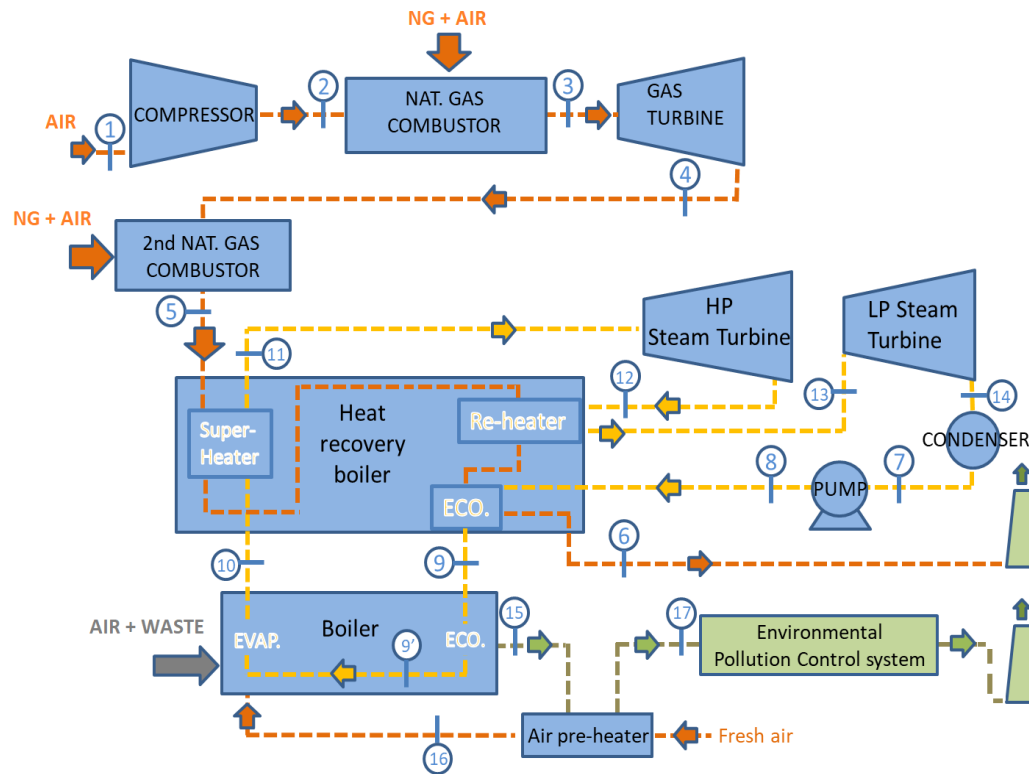 NG + AIR
2
3
NAT. GAS
COMBUSTOR
GAS
TURBINE
COMPRESSOR
AIR
1
4
NG + AIR
2nd NAT. GAS
COMBUSTOR
5
HP
Steam Turbine
LP Steam
Turbine
11
12
13
14
Heat
recovery
boiler
Super-
Heater
Re-heater
CONDENSER
8
7
PUMP
ECO.
6
10
9
AIR + WASTE
Boiler
EVAP.
9’
ECO.
15
17
Environmental
Pollution Control system
16
Air pre-heater
Fresh air